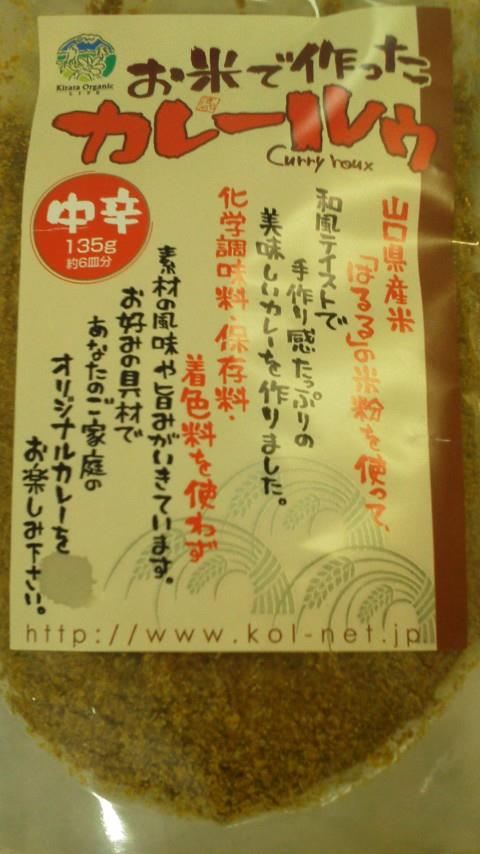 Kirara Organic
LIFE
お米で作った
カレールゥ
Curry roux
中辛
135g
約6皿分
山口県産米
「はるる」の米粉を使って、
和風テイストで
手作り感たっぷりの
美味しいカレーを作りました。
化学調味料・保存料・
着色料を使わず
素材の風味や旨みがいきています。
お好みの具材で
あなたのご家庭の
オリジナルカレーを
お楽しみ下さい。
http://www.kol-net.jp